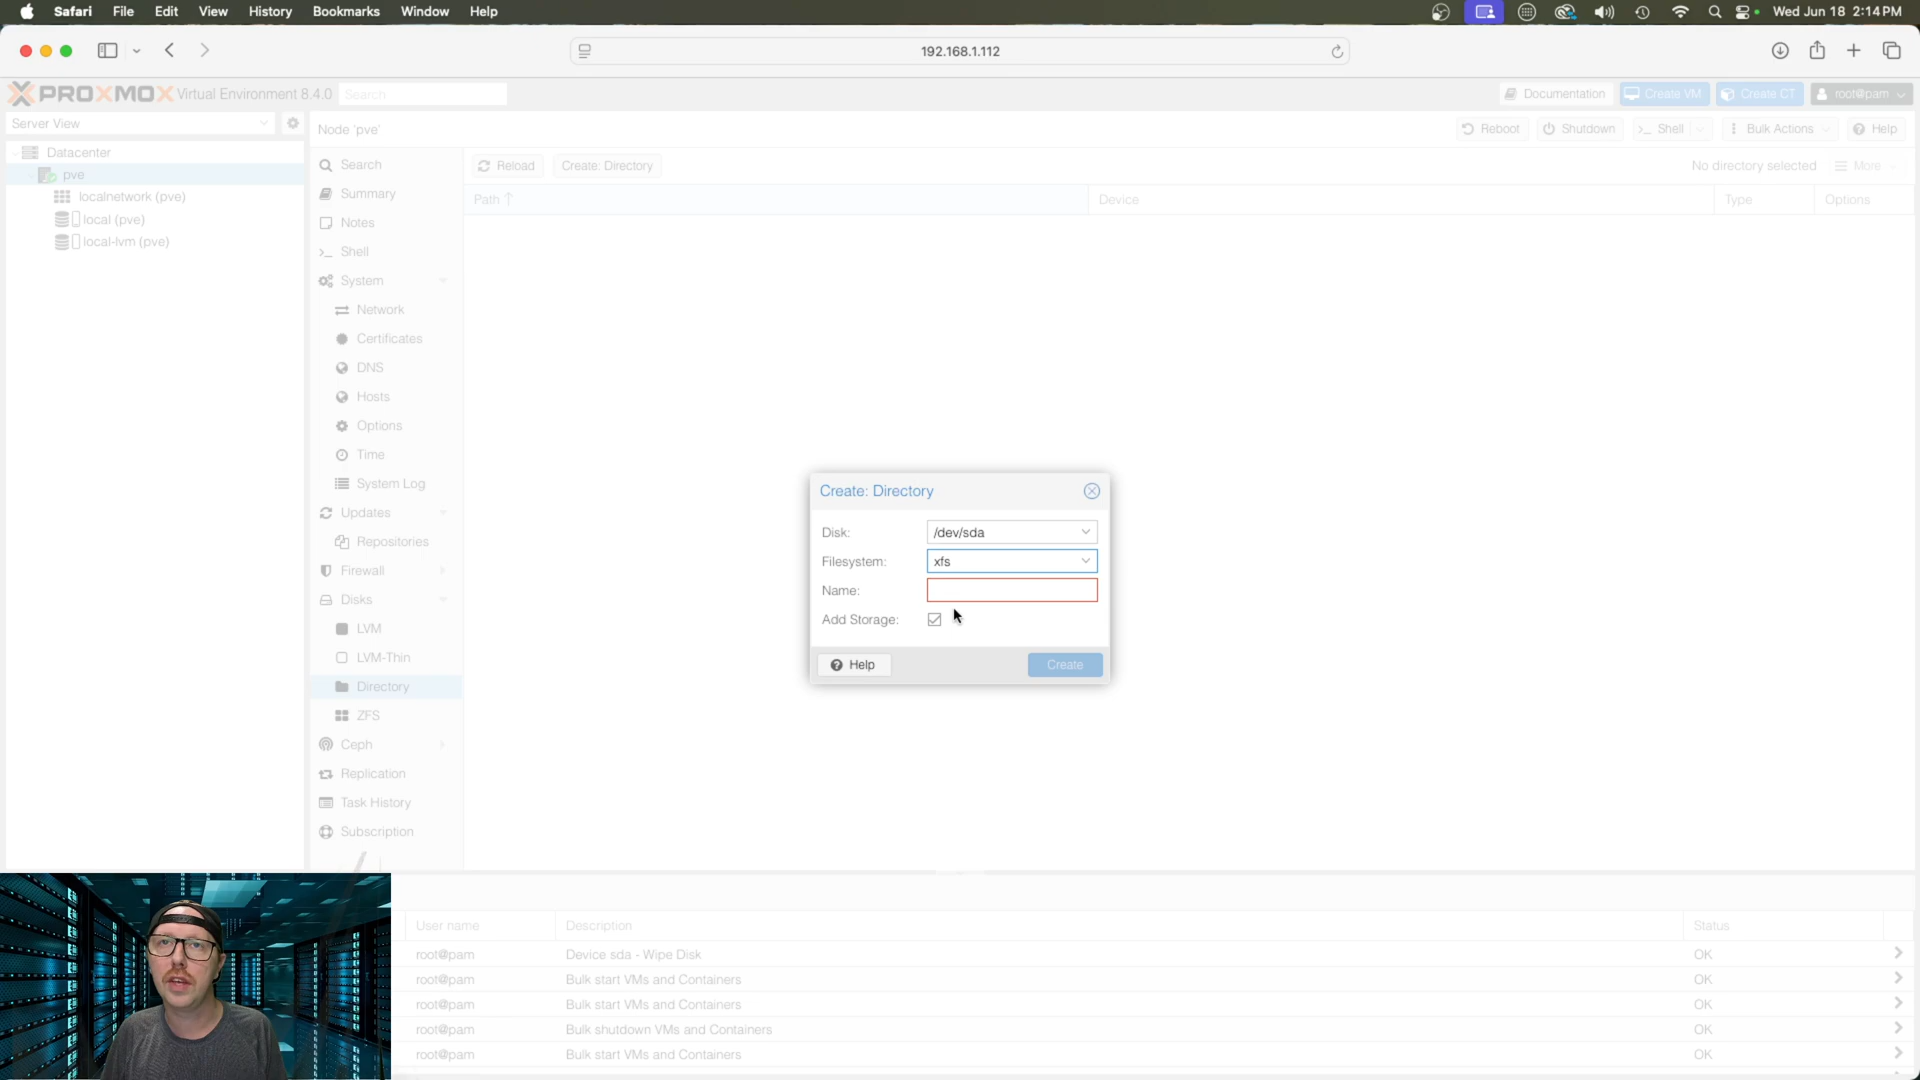 Safari File Edit View History Bookmarks Window Help
Wed Jun 18 2:14 PM
192.168.1.112
PROXMOX Virtual Environment 8.4.0 Search
Documentation Create VM Create CT root@pam
Server View
Node 'pve'
Reboot Shutdown >_ Shell Bulk Actions Help
Datacenter
pve
localnetwork (pve)
local (pve)
local-lvm (pve)
Search
Summary
Notes
>_ Shell
System
Network
Certificates
DNS
Hosts
Options
Time
System Log
Updates
Repositories
Firewall
Disks
LVM
LVM-Thin
Directory
ZFS
Ceph
Replication
Task History
Subscription
Reload Create: Directory
No directory selected More
Path ↑ Device Type Options
Create: Directory
Disk: /dev/sda
Filesystem: xfs
Name:
Add Storage:
Help Create
User name Description Status
root@pam Device sda - Wipe Disk OK
root@pam Bulk start VMs and Containers OK
root@pam Bulk start VMs and Containers OK
root@pam Bulk shutdown VMs and Containers OK
root@pam Bulk start VMs and Containers OK